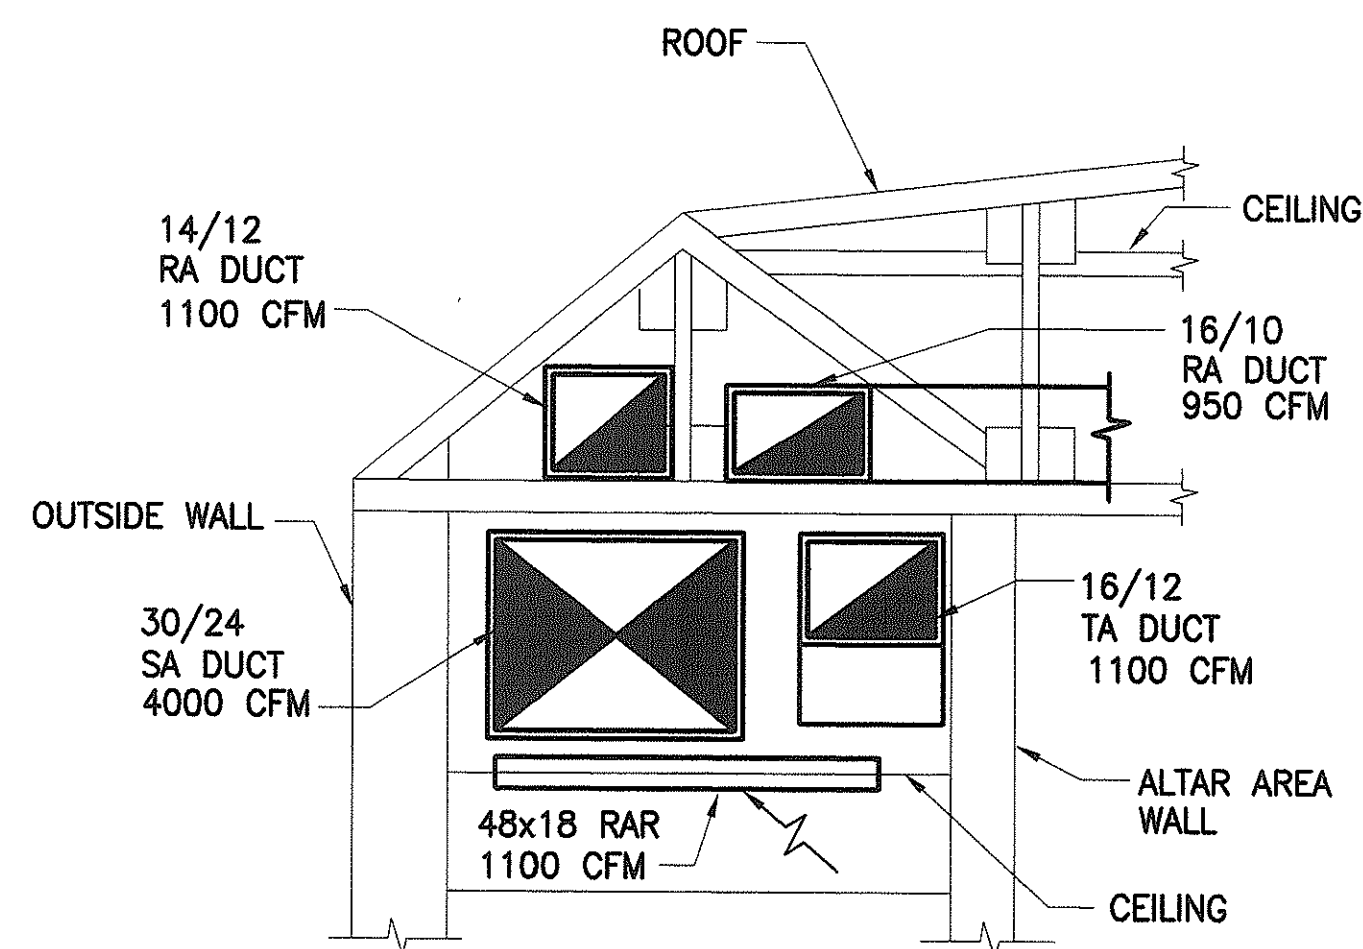 ROOF
CEILING
14/12
RA DUCT
1100 CFM
16/10
RA DUCT
950 CFM
OUTSIDE WALL
30/24
SA DUCT
4000 CFM
16/12
TA DUCT
1100 CFM
48x18 RAR
1100 CFM
ALTAR AREA
WALL
CEILING